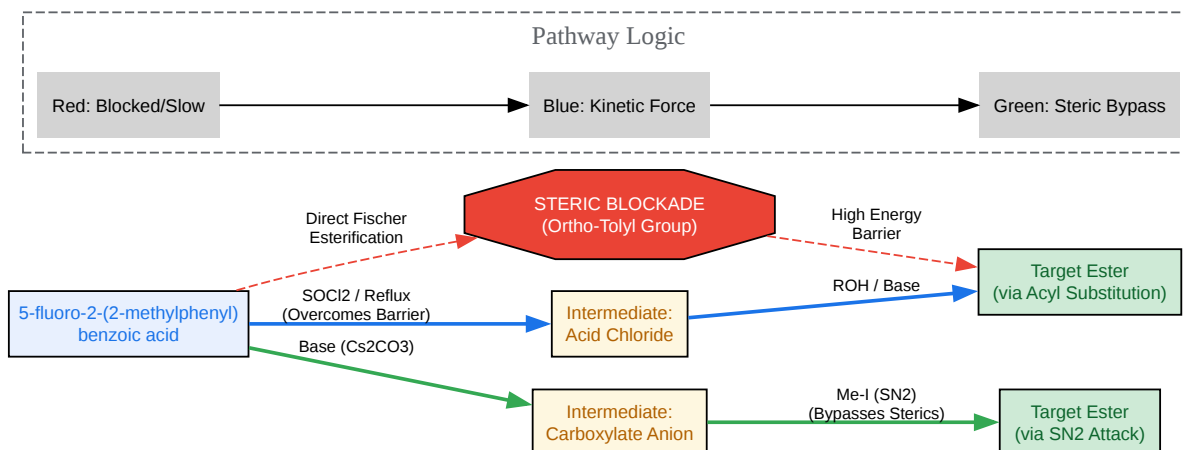 Pathway Logic
Red: Blocked/Slow
Blue: Kinetic Force
Green: Steric Bypass
STERIC BLOCKADE
(Ortho-Tolyl Group)
Direct Fischer
Esterification
High Energy
Barrier
Target Ester
(via Acyl Substitution)
5-fluoro-2-(2-methylphenyl)
benzoic acid
SOCl2 / Reflux
(Overcomes Barrier)
Intermediate:
Acid Chloride
ROH / Base
Base (Cs2CO3)
Intermediate:
Carboxylate Anion
Me-I (SN2)
(Bypasses Sterics)
Target Ester
(via SN2 Attack)